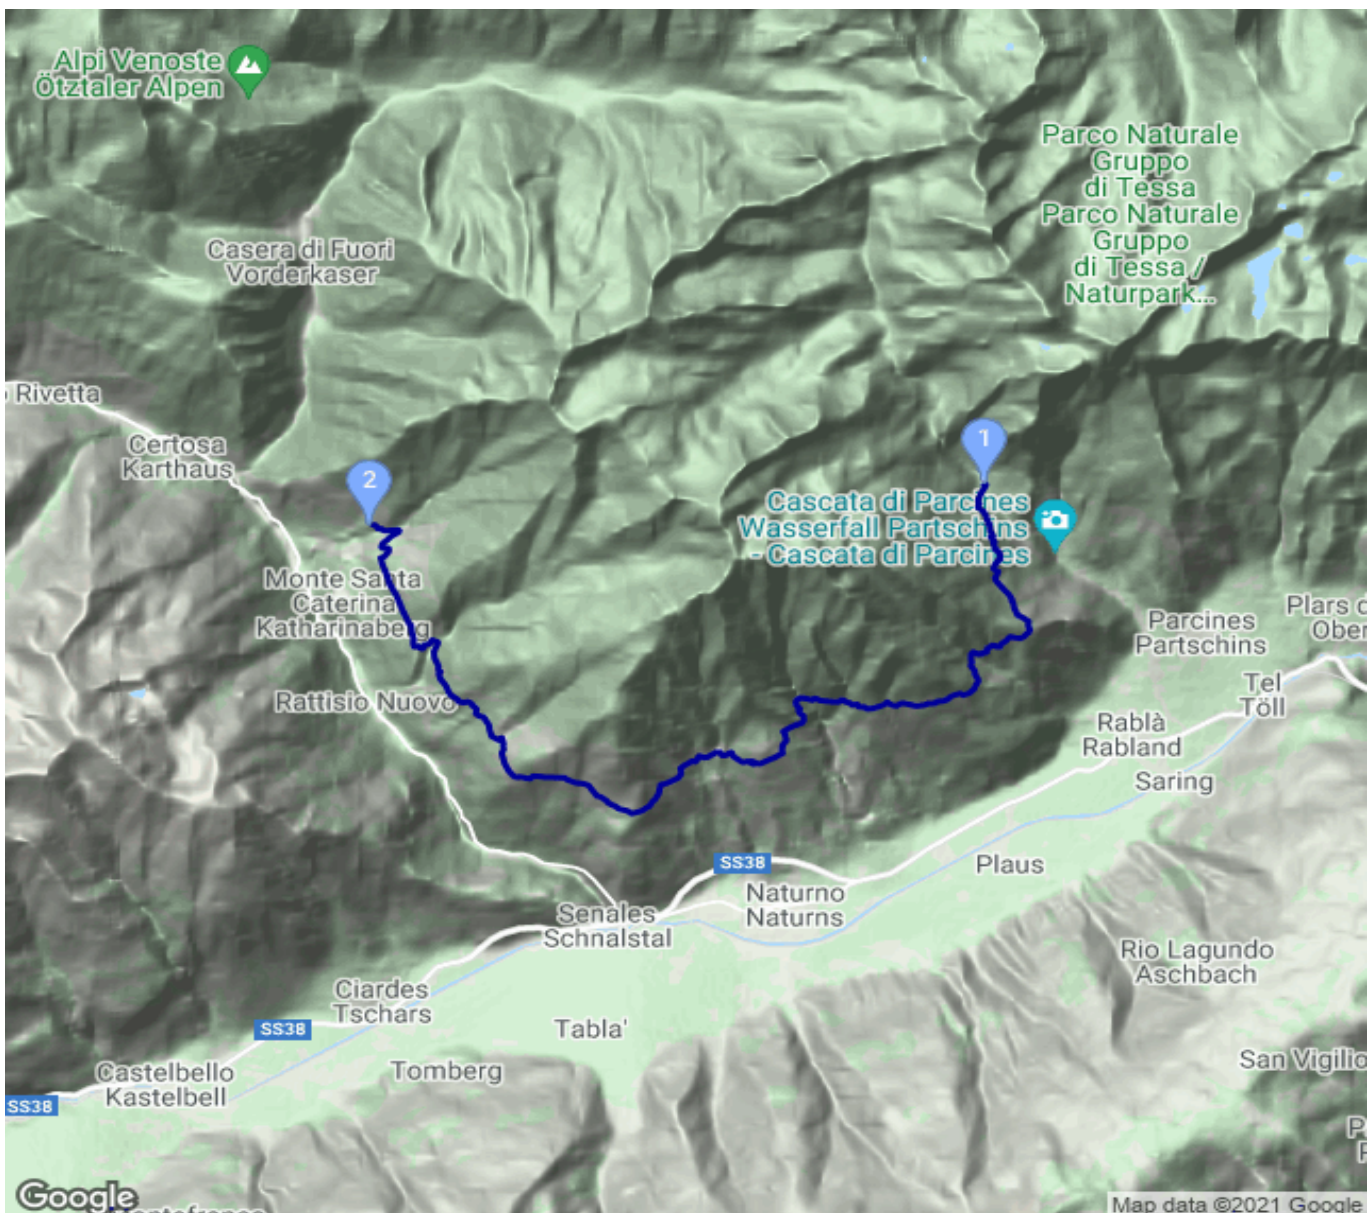 Alpi Venoste
Ötztaler Alpen
Parco Naturale
Gruppo
di Tessa
Parco Naturale
Gruppo
di Tessa /
Naturpark...
Casera di Fuori
Vorderkaser
Rivetta
Certosa
Karthaus
1
2
Cascata di Parcines
Wasserfall Partschins
- Cascata di Parcines
Monte Santa
Caterina
Katharinaberg
Parcines
Partschins
Plars
Ober
Rattisio Nuovo
Tel
Töll
Rablà
Rabland
Saring
SS38
Plaus
Naturno
Naturns
Senales
Schnalstal
Rio Lagundo
Aschbach
Ciardes
Tschars
SS38
Tabla'
Castelbello
Kastelbell
Tomberg
San Vigilio
SS38
Google
Map data ©2021 Google